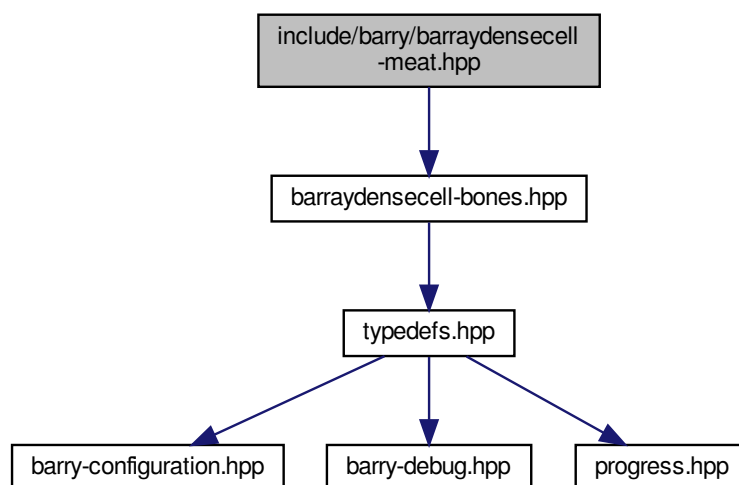 include/barry/barraydensecell
-meat.hpp
barraydensecell-bones.hpp
typedefs.hpp
barry-configuration.hpp
barry-debug.hpp
progress.hpp